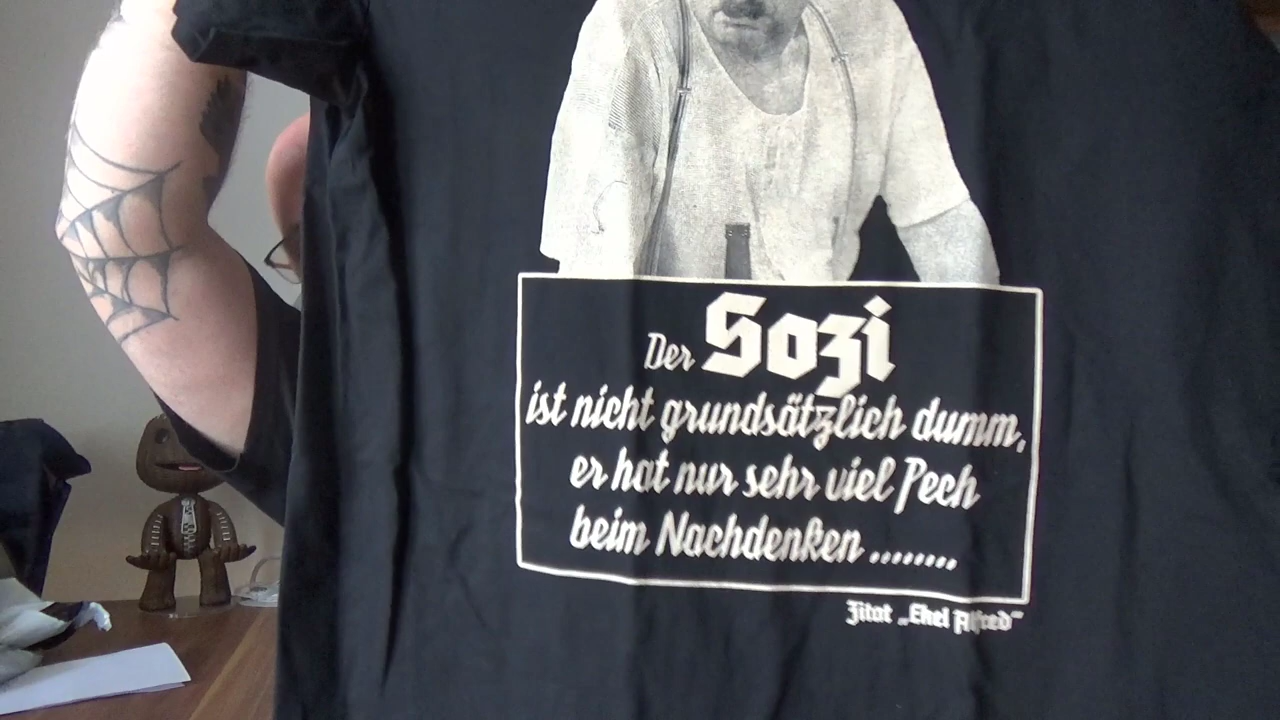 Der Sozi
ist nicht grundsätzlich dumm,
er hat nur sehr viel Pech
beim Nachdenken ........
Zitat „Ekel Alfred“